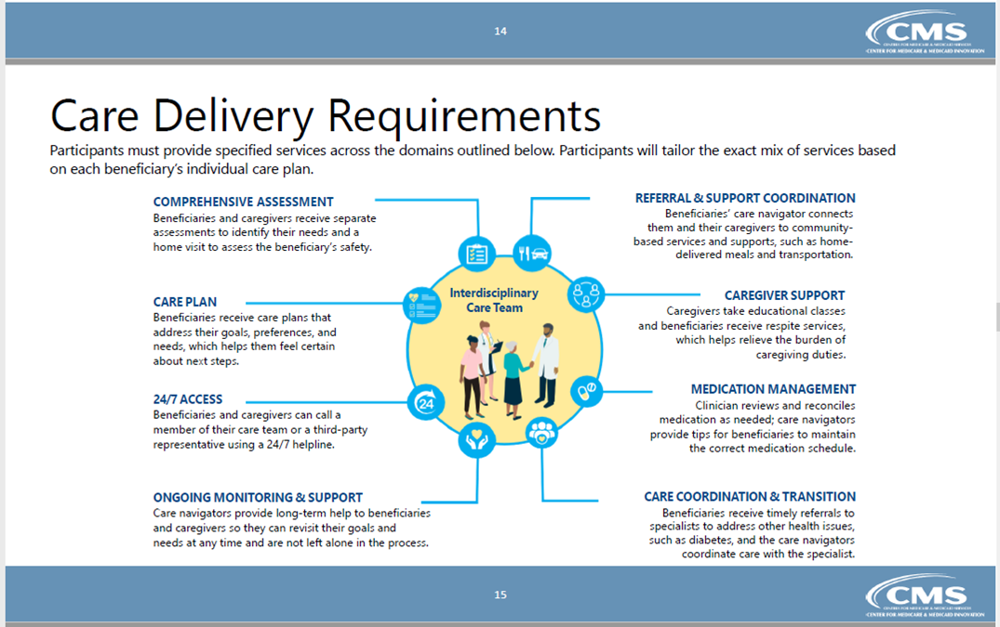 14
CMS
CENTERS FOR MEDICARE & MEDICAID SERVICES
CENTER FOR MEDICARE & MEDICAID INNOVATION
Care Delivery Requirements
Participants must provide specified services across the domains outlined below. Participants will tailor the exact mix of services based
on each beneficiary's individual care plan.
COMPREHENSIVE ASSESSMENT
Beneficiaries and caregivers receive separate
assessments to identify their needs and a
home visit to assess the beneficiary's safety.
CARE PLAN
Beneficiaries receive care plans that
address their goals, preferences, and
needs, which helps them feel certain
about next steps.
24/7 ACCESS
Beneficiaries and caregivers can call a
member of their care team or a third-party
representative using a 24/7 helpline.
ONGOING MONITORING & SUPPORT
Care navigators provide long-term help to beneficiaries
and caregivers so they can revisit their goals and
needs at any time and are not left alone in the process.
Interdisciplinary
Care Team
24
REFERRAL & SUPPORT COORDINATION
Beneficiaries' care navigator connects
them and their caregivers to community-
based services and supports, such as home-
delivered meals and transportation.
CAREGIVER SUPPORT
Caregivers take educational classes
and beneficiaries receive respite services,
which helps relieve the burden of
caregiving duties.
MEDICATION MANAGEMENT
Clinician reviews and reconciles
medication as needed; care navigators
provide tips for beneficiaries to maintain
the correct medication schedule.
CARE COORDINATION & TRANSITION
Beneficiaries receive timely referrals to
specialists to address other health issues,
such as diabetes, and the care navigators
coordinate care with the specialist.
15
CMS
CENTERS FOR MEDICARE & MEDICAID SERVICES
CENTER FOR MEDICARE & MEDICAID INNOVATION